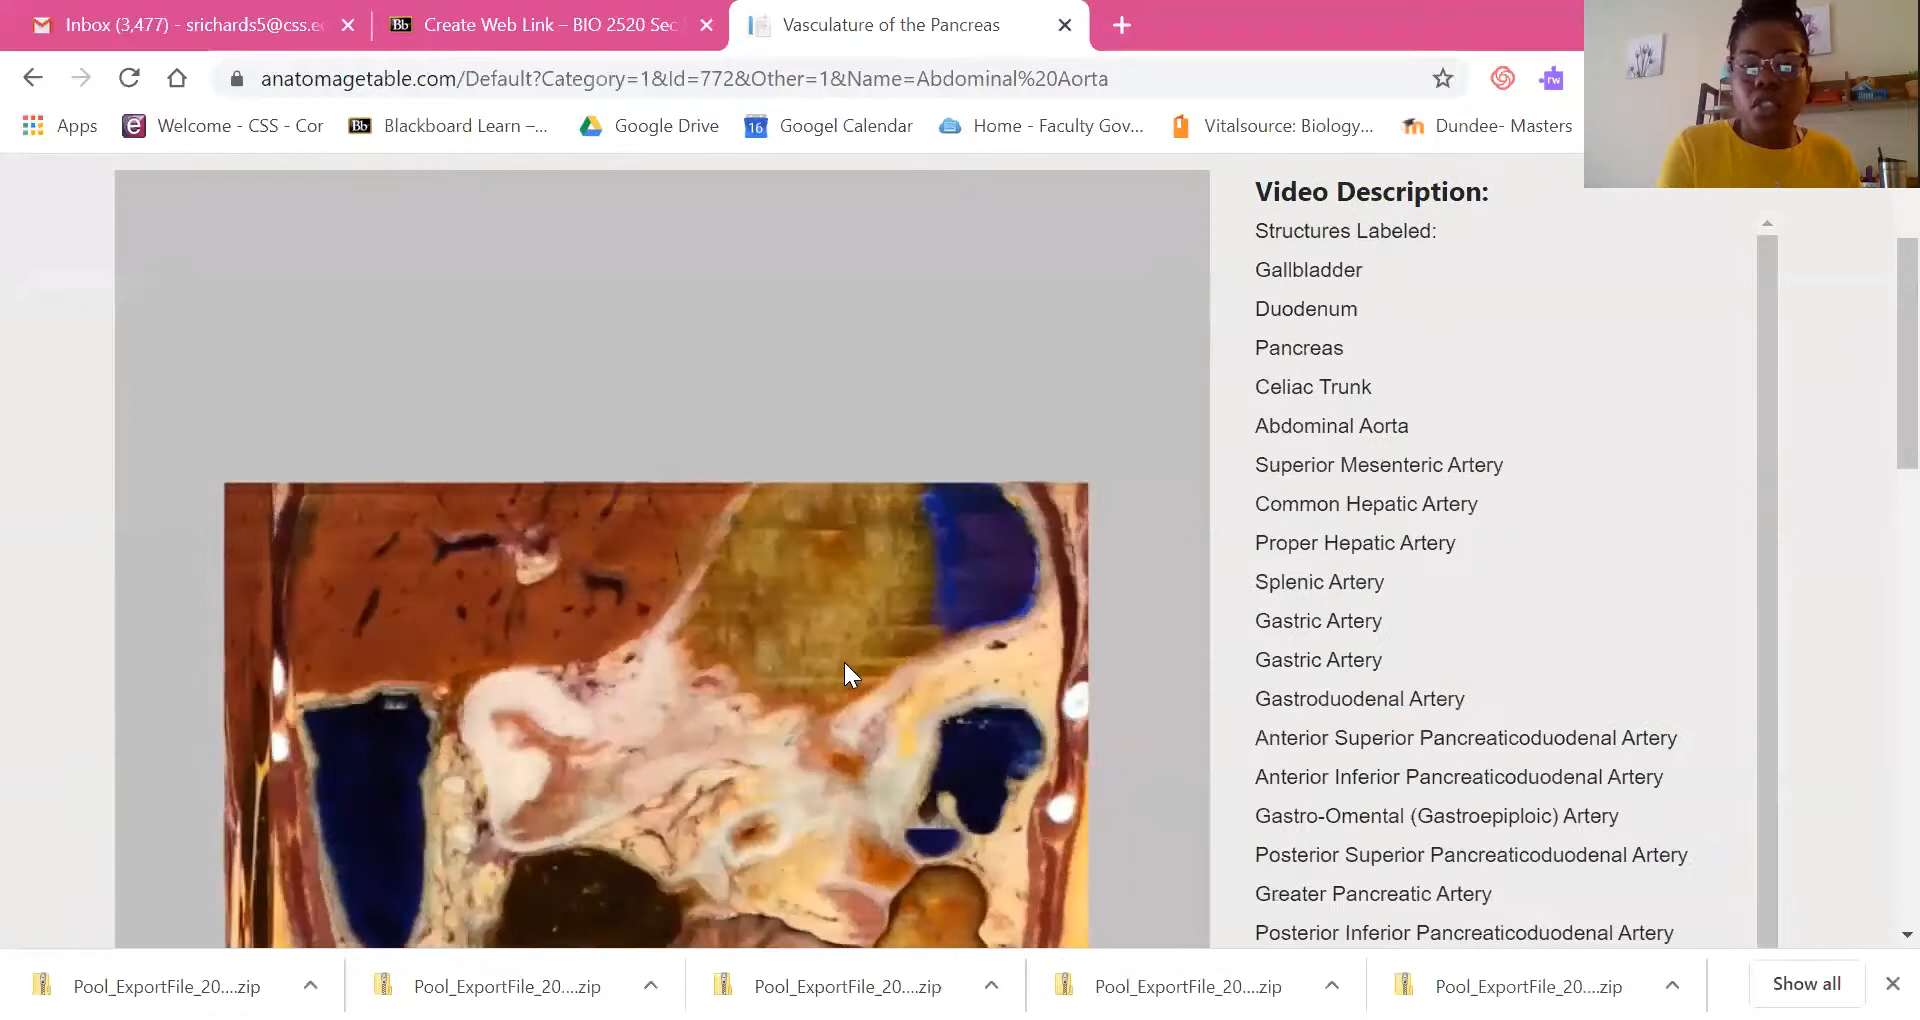 Inbox (3,477) - srichards5@css.e
Create Web Link – BIO 2520 Sec
Vasculature of the Pancreas
anatomagetable.com/Default?Category=1&Id=772&Other=1&Name=Abdominal%20Aorta
rw
Apps
Welcome - CSS - Cor
Bb
Blackboard Learn –...
Google Drive
16
Googel Calendar
Home - Faculty Gov...
Vitalsource: Biology...
Dundee- Masters
Video Description:
Structures Labeled:
Gallbladder
Duodenum
Pancreas
Celiac Trunk
Abdominal Aorta
Superior Mesenteric Artery
Common Hepatic Artery
Proper Hepatic Artery
Splenic Artery
Gastric Artery
Gastric Artery
Gastroduodenal Artery
Anterior Superior Pancreaticoduodenal Artery
Anterior Inferior Pancreaticoduodenal Artery
Gastro-Omental (Gastroepiploic) Artery
Posterior Superior Pancreaticoduodenal Artery
Greater Pancreatic Artery
Posterior Inferior Pancreaticoduodenal Artery
Pool_ExportFile_20....zip
Pool_ExportFile_20....zip
Pool_ExportFile_20....zip
Pool_ExportFile_20....zip
Pool_ExportFile_20....zip
Show all